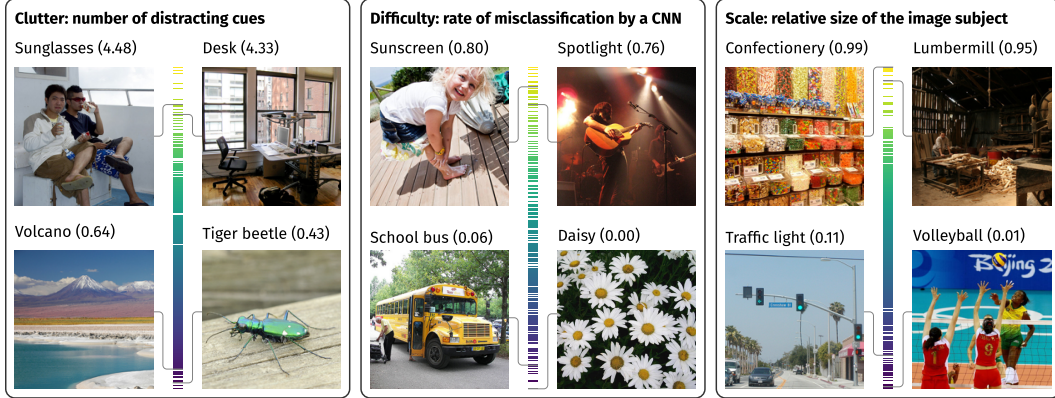 Clutter: number of distracting cues
Sunglasses (4.48)
Desk (4.33)
Volcano (0.64)
Tiger beetle (0.43)
Difficulty: rate of misclassification by a CNN
Sunscreen (0.80)
Spotlight (0.76)
School bus (0.06)
Daisy (0.00)
Scale: relative size of the image subject
Confectionery (0.99)
Lumbermill (0.95)
Traffic light (0.11)
Volleyball (0.01)
Beijing 2
1
9